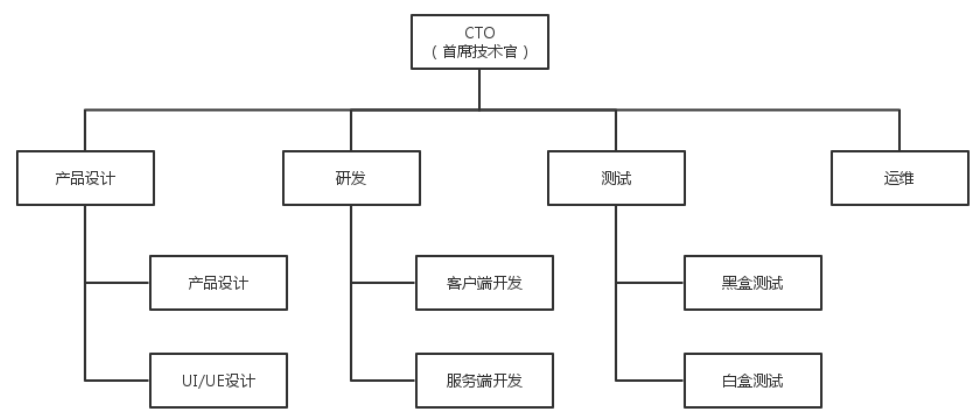 CTO
（首席技术官）
产品设计
研发
测试
运维
产品设计
客户端开发
黑盒测试
UI/UE设计
服务端开发
白盒测试